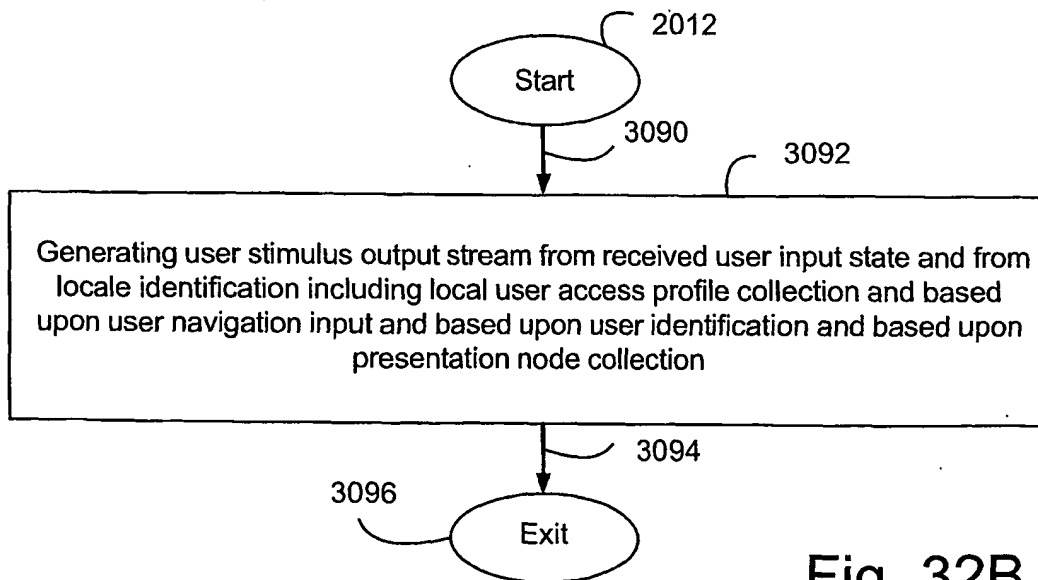 2012
Start
3090
3092
Generating user stimulus output stream from received user input state and from
locale identification including local user access profile collection and based
upon user navigation input and based upon user identification and based upon
presentation node collection
3094
3096
Exit
Fig. 32B